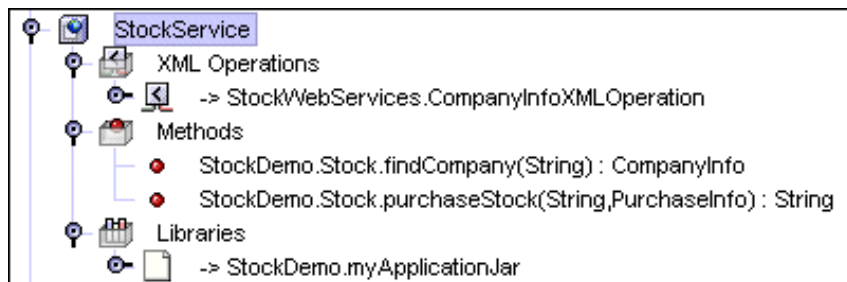 StockService
XML Operations
-> StockWebServices.CompanyInfoXMLOperation
Methods
StockDemo.Stock.findCompany(String) : CompanyInfo
StockDemo.Stock.purchaseStock(String,PurchaseInfo) : String
Libraries
-> StockDemo.myApplicationJar